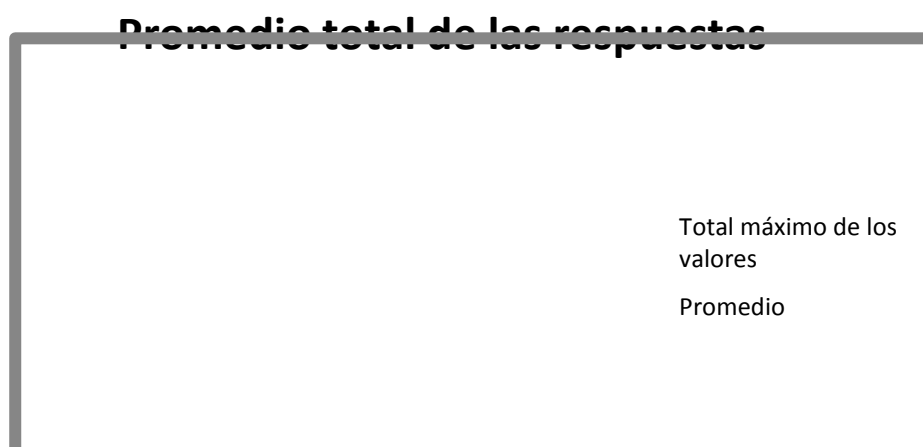 Promedio total de las respuestas
Total máximo de los
valores
Promedio